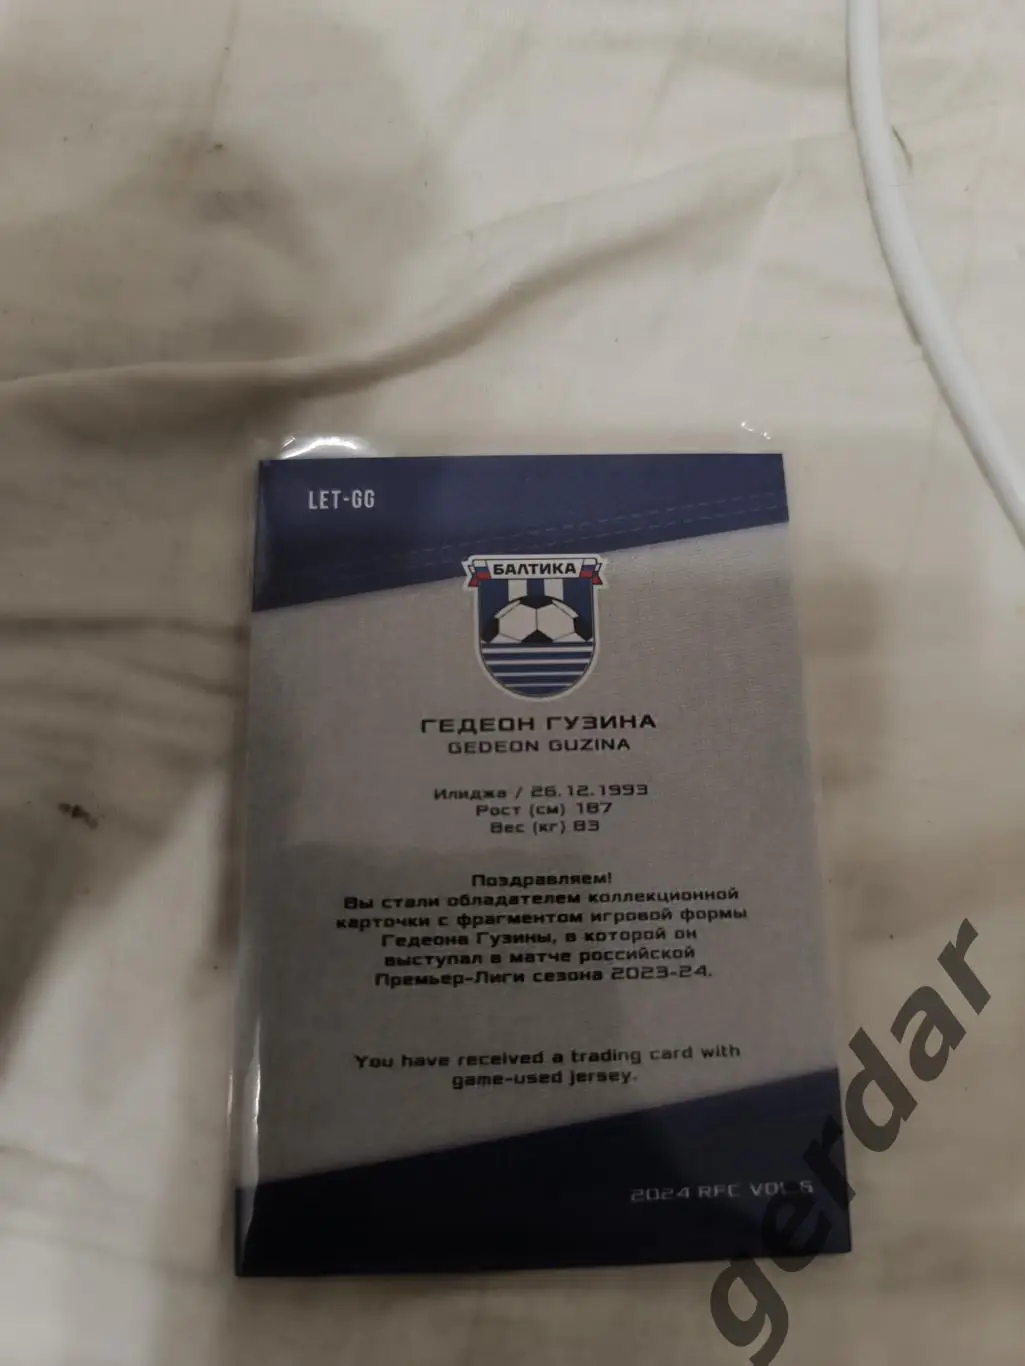 LET-GG
БАЛТИКА
ГЕДЕОН ГУЗИНА
GEDEON GUZINA
Илиджа / 26.12.1993
Рост (см) 187
Вес (кг) 83
Поздравляем!
Вы стали обладателем коллекционной
карточки с фрагментом игровой формы
Гедеона Гузины, в которой он
выступал в матче российской
Премьер-Лиги сезона 2023-24.
You have received a trading card with
game-used jersey.
2024 RFC VOL.5
gerdar